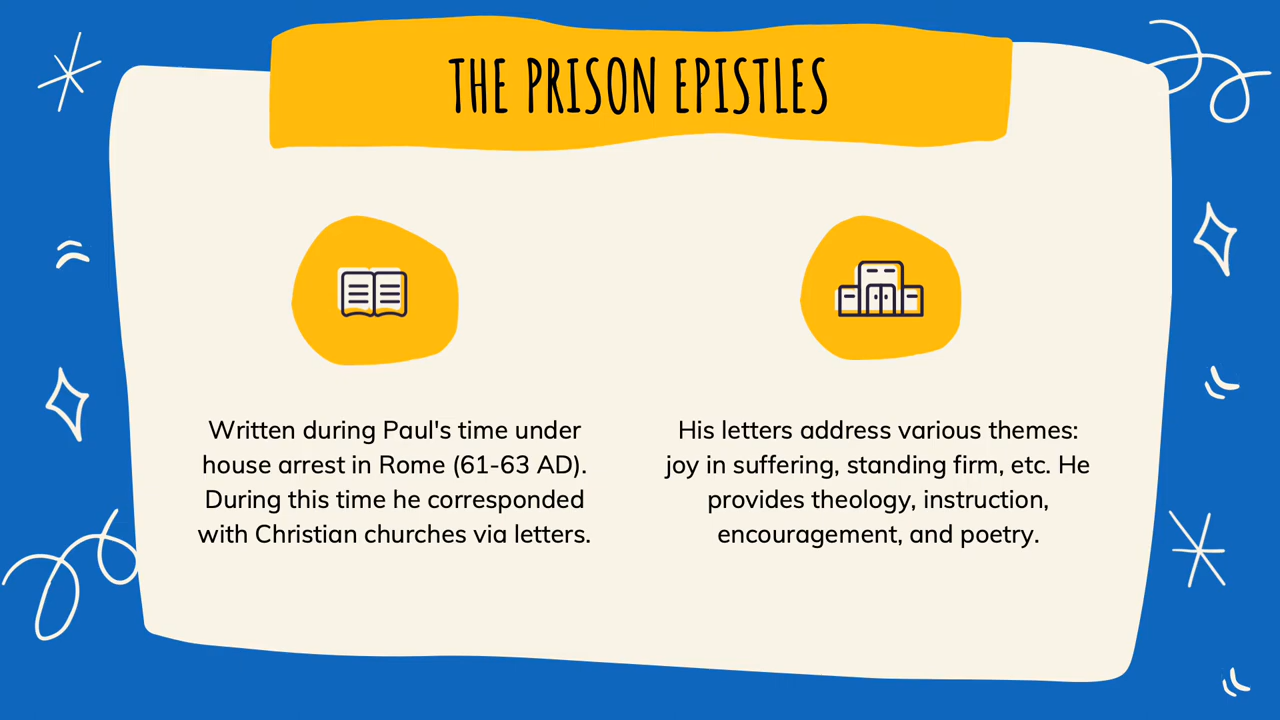 THE PRISON EPISTLES
Written during Paul's time under
house arrest in Rome (61-63 AD).
During this time he corresponded
with Christian churches via letters.
His letters address various themes:
joy in suffering, standing firm, etc. He
provides theology, instruction,
encouragement, and poetry.